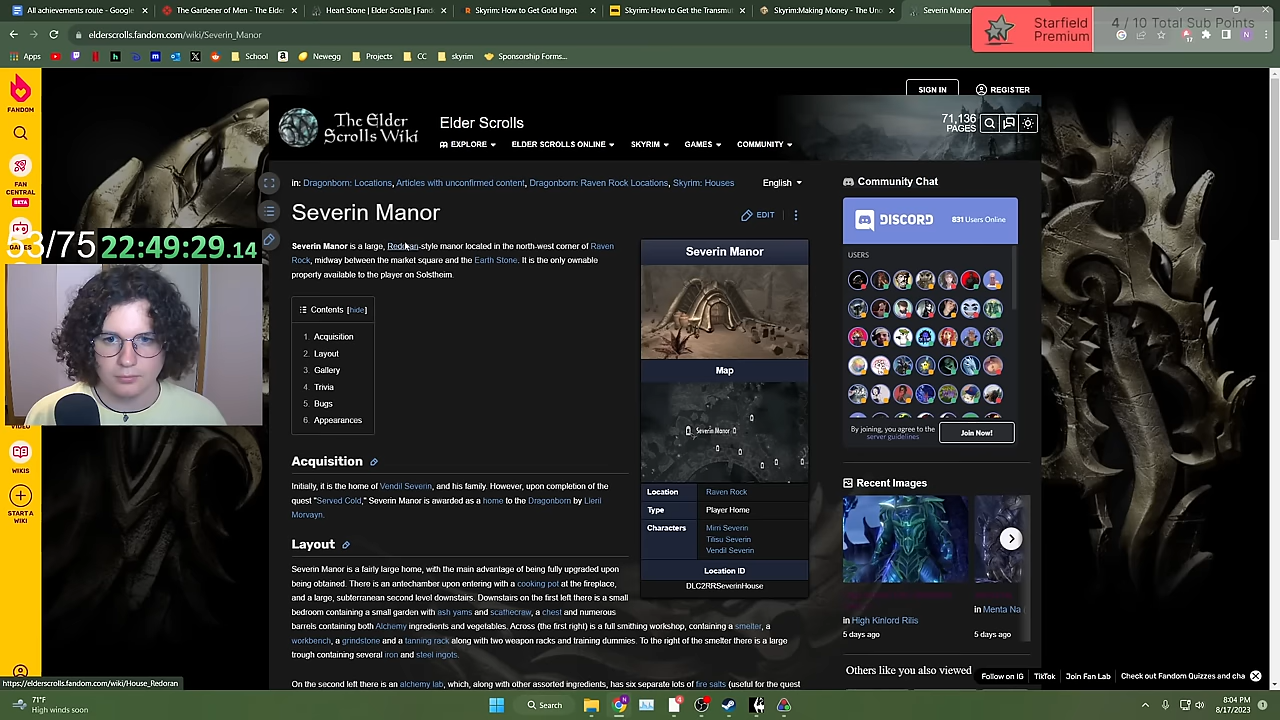 All routes documentation - Google
The Gardener of Men - The Elder
Heart Stone | Elder Scrolls | Fand
Skyrim: How to Get Gold Ingot
Skyrim: How to Get the Transmut
Skyrim:Making Money - The Uno
Severin Manor
Starfield
Premium
4 / 10 Total Sub Points
elderscrolls.fandom.com/wiki/Severin_Manor
Apps
School
Newegg
Projects
CC
skyrim
Sponsorship Forms...
FANDOM
FAN
CENTRAL
BETA
GAMES
VIDEO
WIKIS
START A
WIKI
SIGN IN
REGISTER
The Elder
Scrolls Wiki
Elder Scrolls
71,136
PAGES
EXPLORE
ELDER SCROLLS ONLINE
SKYRIM
GAMES
COMMUNITY
in: Dragonborn: Locations, Articles with unconfirmed content, Dragonborn: Raven Rock Locations, Skyrim: Houses
English
Severin Manor
EDIT
53/75
22:49:29.14
Severin Manor is a large, Redoran-style manor located in the north-west corner of Raven
Rock, midway between the market square and the Earth Stone. It is the only ownable
property available to the player on Solstheim.
Contents [hide]
1. Acquisition
2. Layout
3. Gallery
4. Trivia
5. Bugs
6. Appearances
Acquisition
Initially, it is the home of Vendil Severin, and his family. However, upon completion of the
quest "Served Cold," Severin Manor is awarded as a home to the Dragonborn by Lleril
Morvayn.
Layout
Severin Manor is a fairly large home, with the main advantage of being fully upgraded upon
being obtained. There is an antechamber upon entering with a cooking pot at the fireplace,
and a large, subterranean second level downstairs. Downstairs on the first left there is a small
bedroom containing a small garden with ash yams and scathecraw, a chest and numerous
barrels containing both Alchemy ingredients and vegetables. Across (the first right) is a full smithing workshop, containing a smelter, a
workbench, a grindstone and a tanning rack along with two weapon racks and training dummies. To the right of the smelter there is a large
trough containing several iron and steel ingots.
On the second left there is an alchemy lab, which, along with other assorted ingredients, has six separate lots of fire salts (useful for the quest
Severin Manor
Map
Severin Manor
Location Raven Rock
Type Player Home
Characters Mirri Severin
Tilisu Severin
Vendil Severin
Location ID
DLC2RRSeverinHouse
Community Chat
DISCORD
831 Users Online
USERS
By joining, you agree to the
server guidelines
Join Now!
Recent Images
in High Kinlord Rilis
5 days ago
in Menta Na
5 days ago
Others like you also viewed
Follow on IG
TikTok
Join Fan Lab
Check out Fandom Quizzes and cha
https://elderscrolls.fandom.com/wiki/House_Redoran
71°F
High winds soon
Search
8:04 PM
8/17/2023